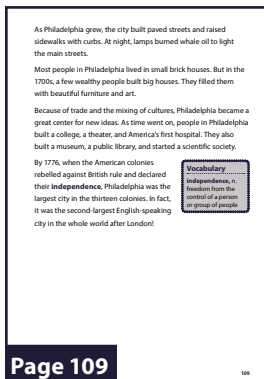 As Philadelphia grew, the city built paved streets and raised
sidewalks with curbs. At night, lamps burned whale oil to light
the main streets.
Most people in Philadelphia lived in small brick houses. But in the
1700s, a few wealthy people built big houses. They filled them
with beautiful furniture and art.
Because of trade and the mixing of cultures, Philadelphia became a
great center for new ideas. As time went on, people in Philadelphia
built a college, a theater, and America's first hospital. They also
built a museum, a public library, and started a scientific society.
By 1776, when the American colonies
rebelled against British rule and declared
their independence, Philadelphia was the
largest city in the thirteen colonies. In fact,
it was the second-largest English-speaking
city in the whole world after London!
Vocabulary
independence, n.
freedom from the
control of a person
or group of people
Page 109
109